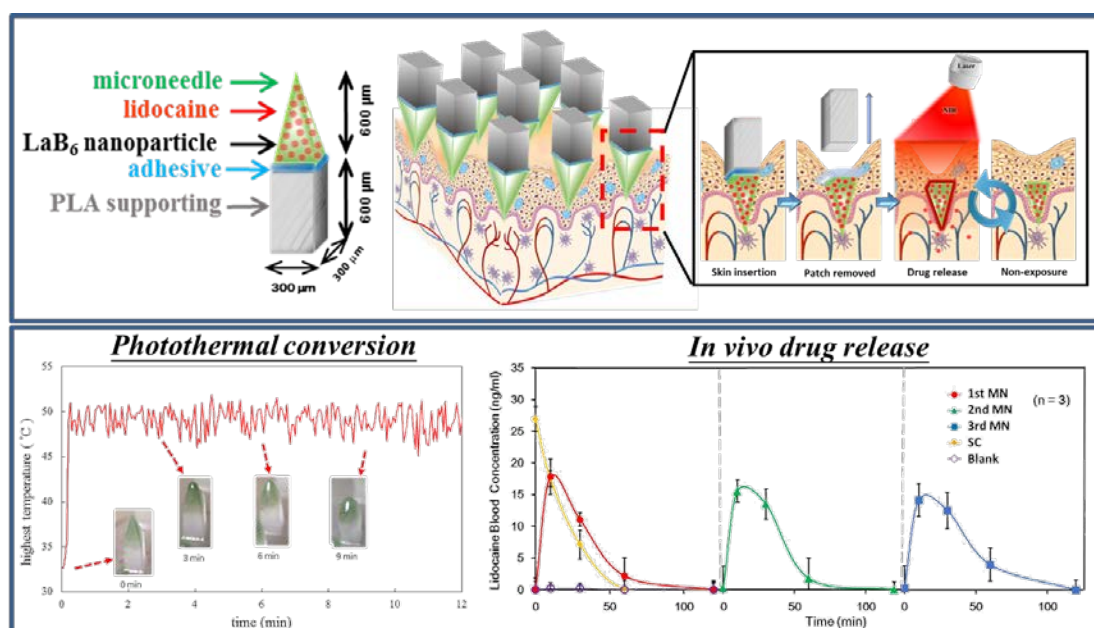 microneedle
lidocaine
LaB₆ nanoparticle
adhesive
PLA supporting
600 μm
600 μm
300 μm
300 μm
Laser
NIR
Skin insertion
Patch removed
Drug release
Non-exposure
Photothermal conversion
highest temperature (℃)
55
50
45
40
35
30
0 min
3 min
6 min
9 min
0 2 4 6 8 10 12
time (min)
In vivo drug release
Lidocaine Blood Concentration (ng/ml)
35
30
25
20
15
10
5
0
1st MN
2nd MN
3rd MN
SC
Blank
(n = 3)
0 50 100 0 50 100 0 50 100
Time (min)